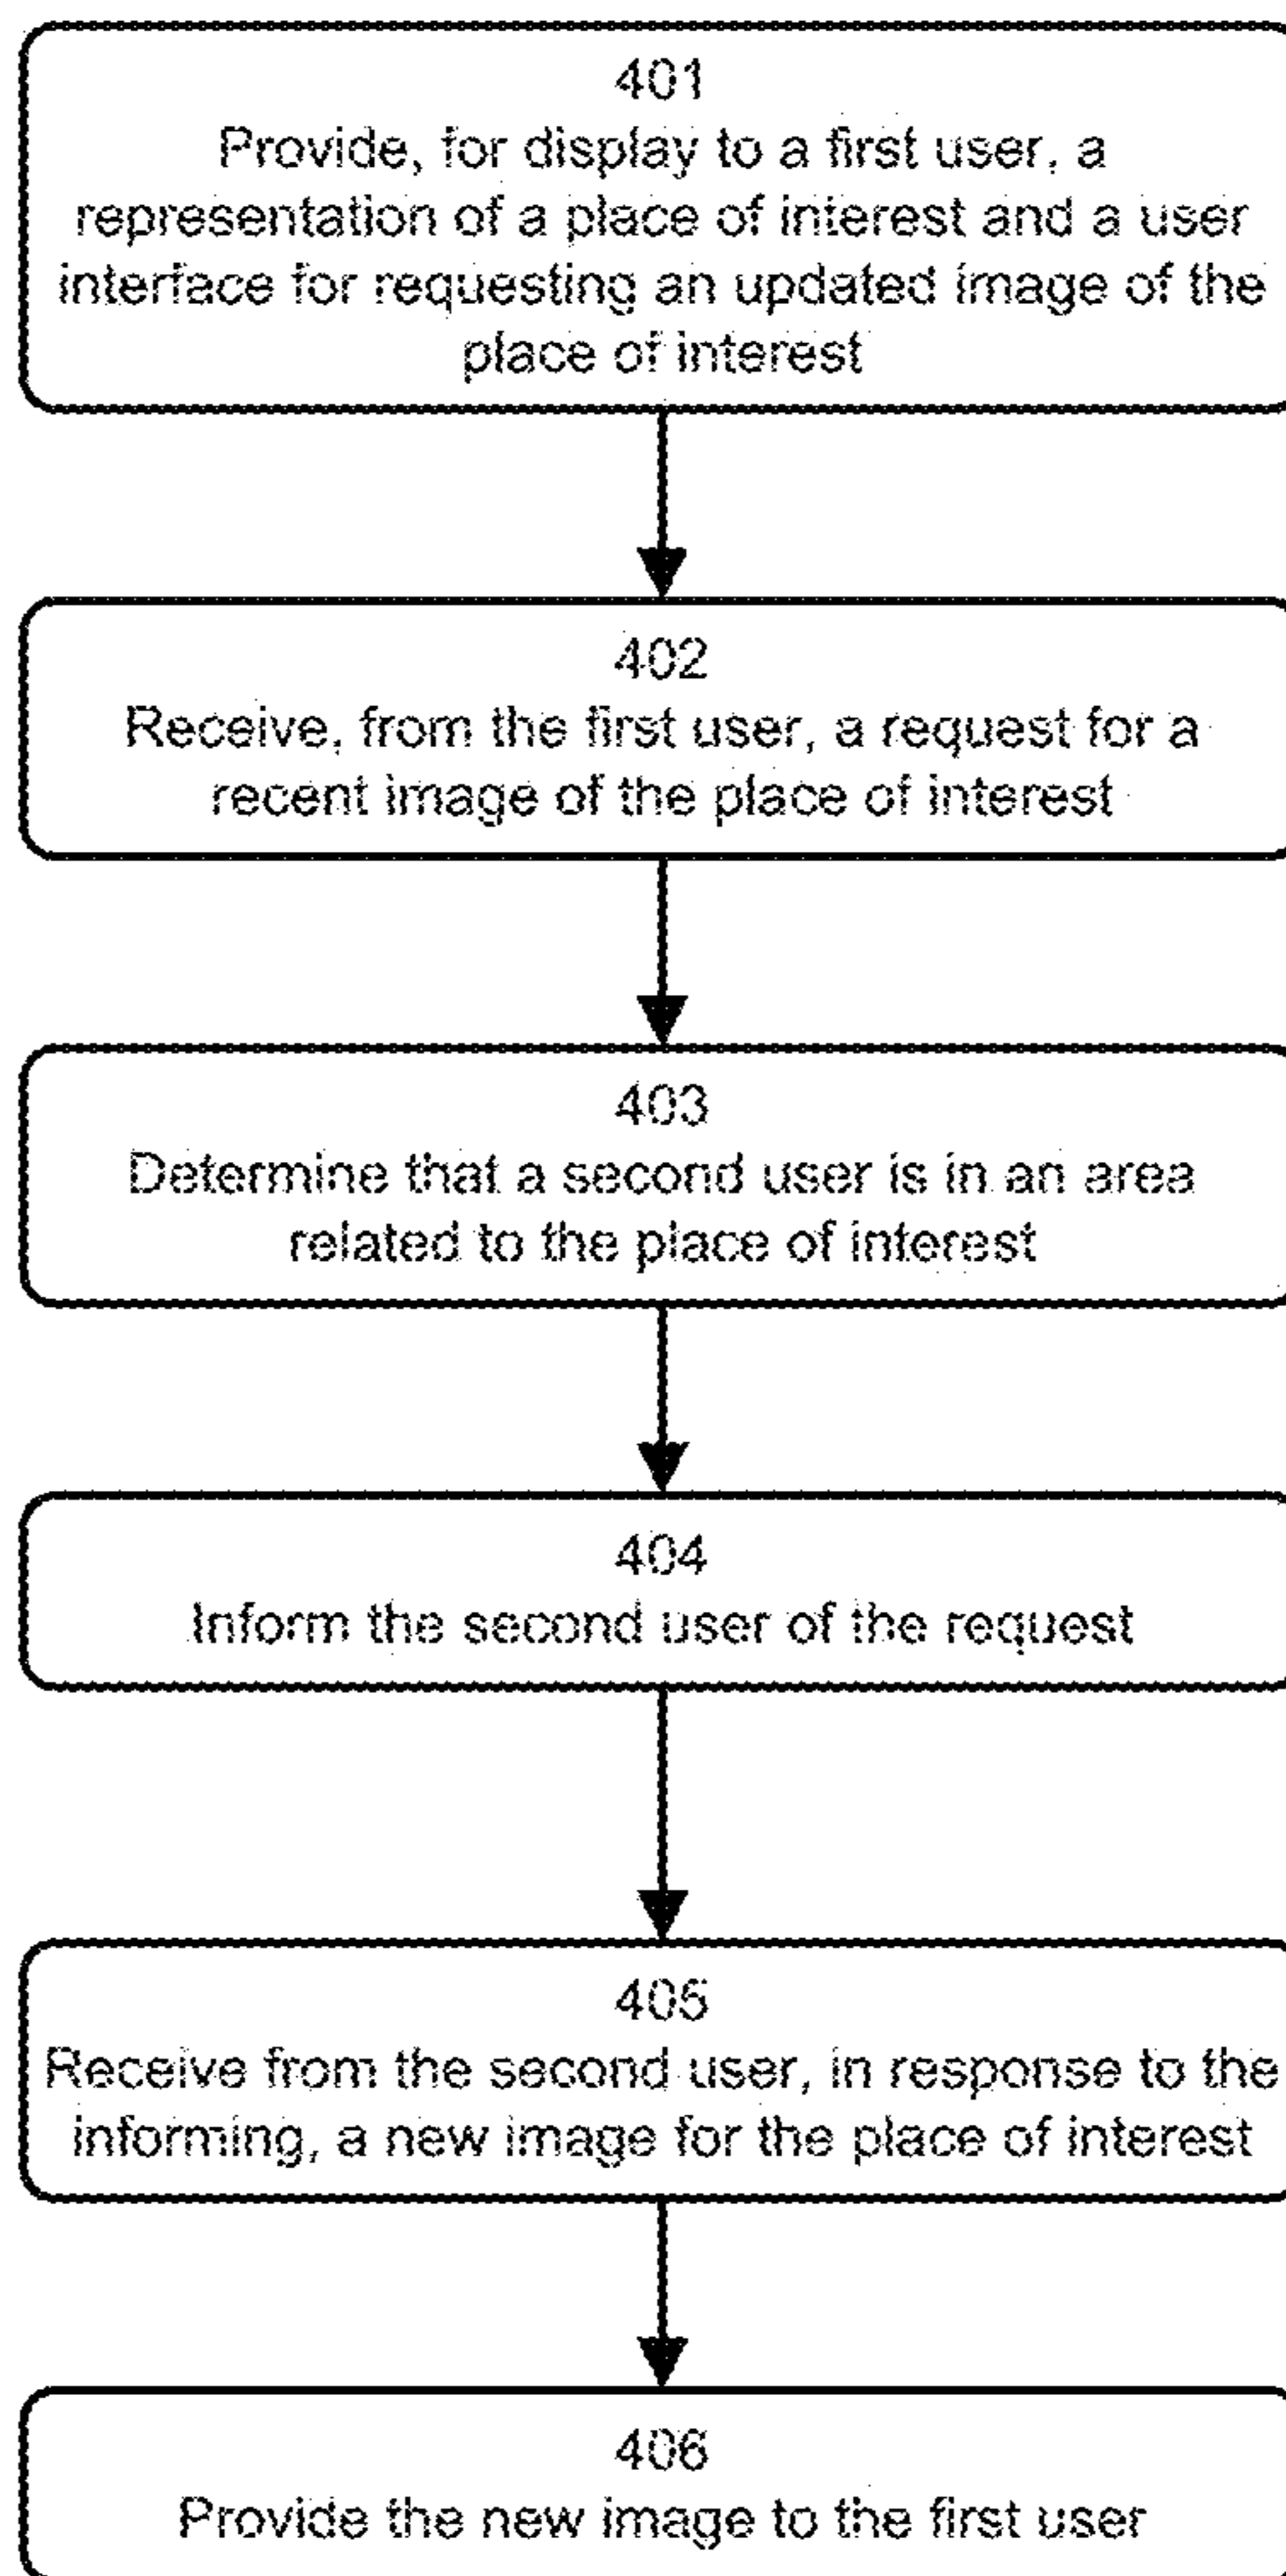 401
Provide, for display to a first user, a
representation of a place of interest and a user
interface for requesting an updated image of the
place of interest
402
Receive, from the first user, a request for a
recent image of the place of interest
403
Determine that a second user is in an area
related to the place of interest
404
Inform the second user of the request
405
Receive from the second user, in response to the
informing, a new image for the place of interest
406
Provide the new image to the first user